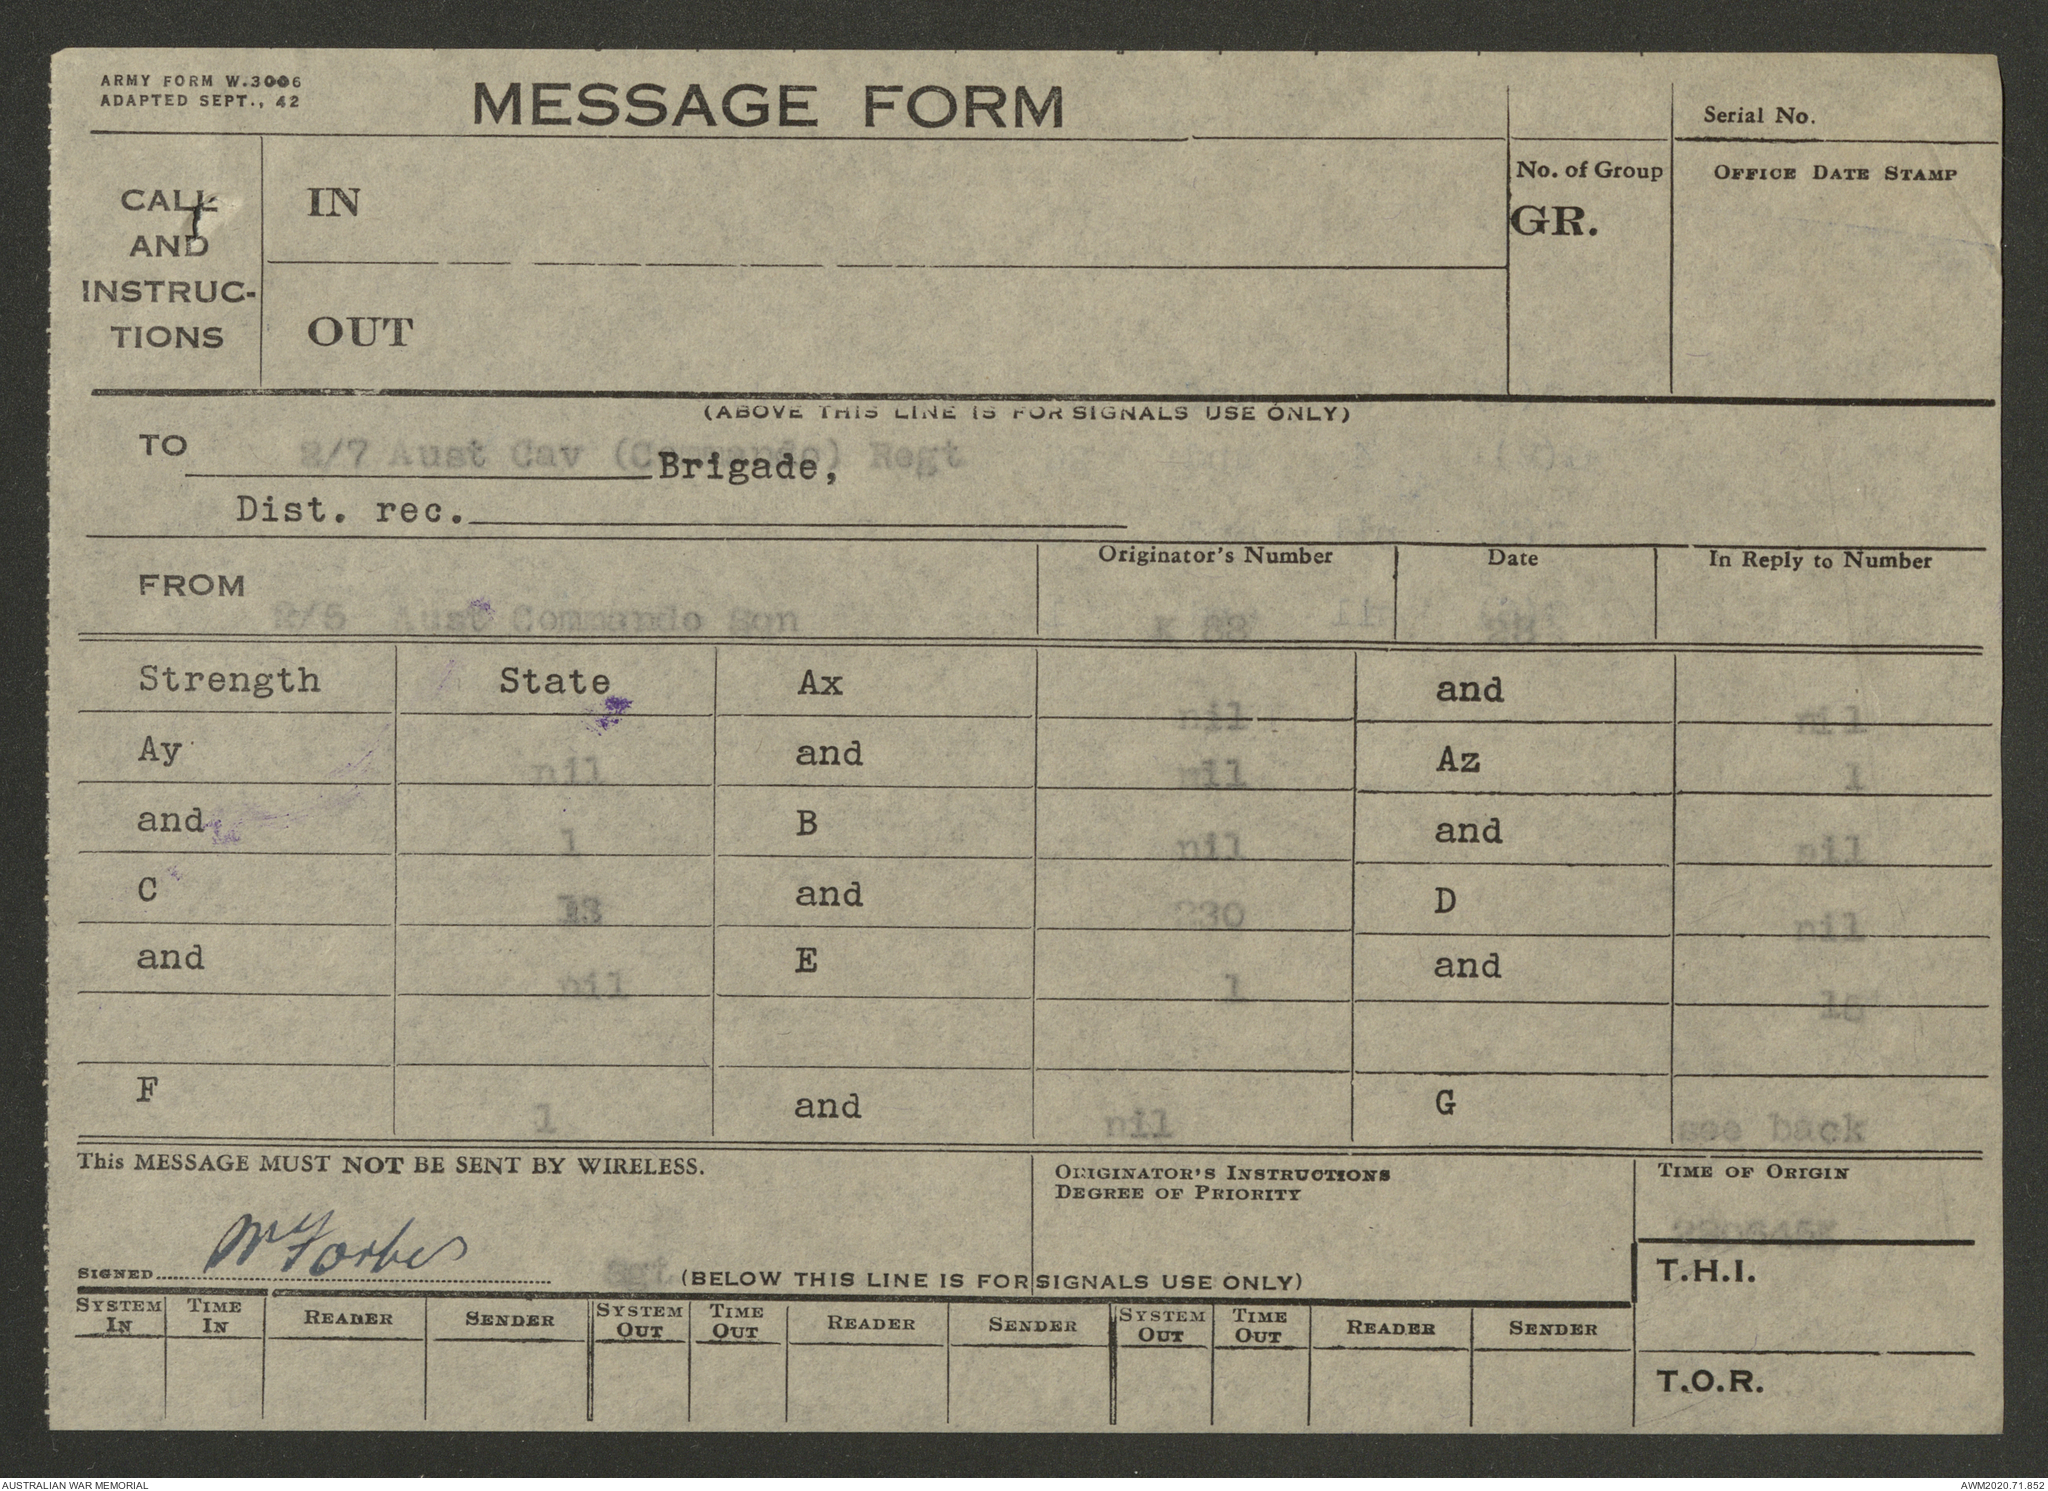 ARMY FORM W.3006
ADAPTED SEPT., 42
MESSAGE FORM
Serial No.
CALL
AND
INSTRUC-
TIONS
IN
OUT
No. of Group
GR.
OFFICE DATE STAMP
(ABOVE THIS LINE IS FOR SIGNALS USE ONLY)
TO 2/7 Aust Cav (Commando) Regt
Brigade,
Dist. rec.
FROM 2/5 Aust Commando Sqn
Originator's Number K 83
Date 28
In Reply to Number
Strength State Ax nil and nil
Ay nil and nil Az 1
and 1 B nil and nil
C 13 and 230 D nil
and nil E 1 and
F 1 and nil G see back
This MESSAGE MUST NOT BE SENT BY WIRELESS.
ORIGINATOR'S INSTRUCTIONS
DEGREE OF PRIORITY
TIME OF ORIGIN
SIGNED W Forbes Sgt
(BELOW THIS LINE IS FOR SIGNALS USE ONLY)
T.H.I.
SYSTEM IN TIME IN READER SENDER SYSTEM OUT TIME OUT READER SENDER SYSTEM OUT TIME OUT READER SENDER
T.O.R.
AUSTRALIAN WAR MEMORIAL AWM2020.71.852